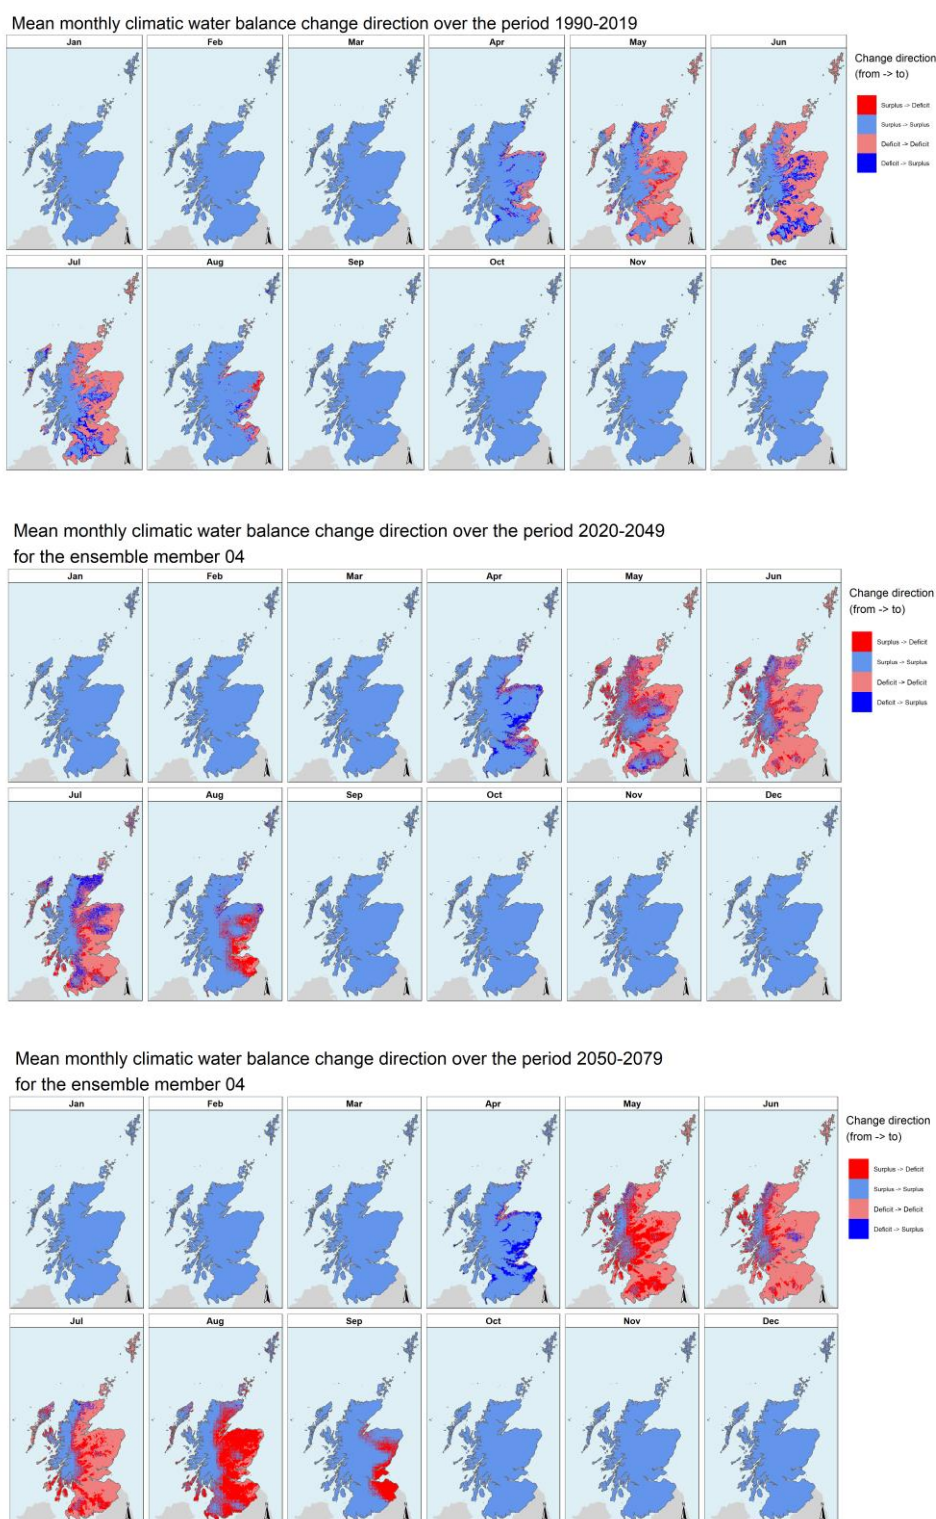 Mean monthly climatic water balance change direction over the period 1990-2019
Jan Feb Mar Apr May Jun
Change direction
(from -> to)
Surplus -> Deficit
Surplus -> Surplus
Deficit -> Deficit
Deficit -> Surplus
Jul Aug Sep Oct Nov Dec
Mean monthly climatic water balance change direction over the period 2020-2049
for the ensemble member 04
Jan Feb Mar Apr May Jun
Change direction
(from -> to)
Surplus -> Deficit
Surplus -> Surplus
Deficit -> Deficit
Deficit -> Surplus
Jul Aug Sep Oct Nov Dec
Mean monthly climatic water balance change direction over the period 2050-2079
for the ensemble member 04
Jan Feb Mar Apr May Jun
Change direction
(from -> to)
Surplus -> Deficit
Surplus -> Surplus
Deficit -> Deficit
Deficit -> Surplus
Jul Aug Sep Oct Nov Dec